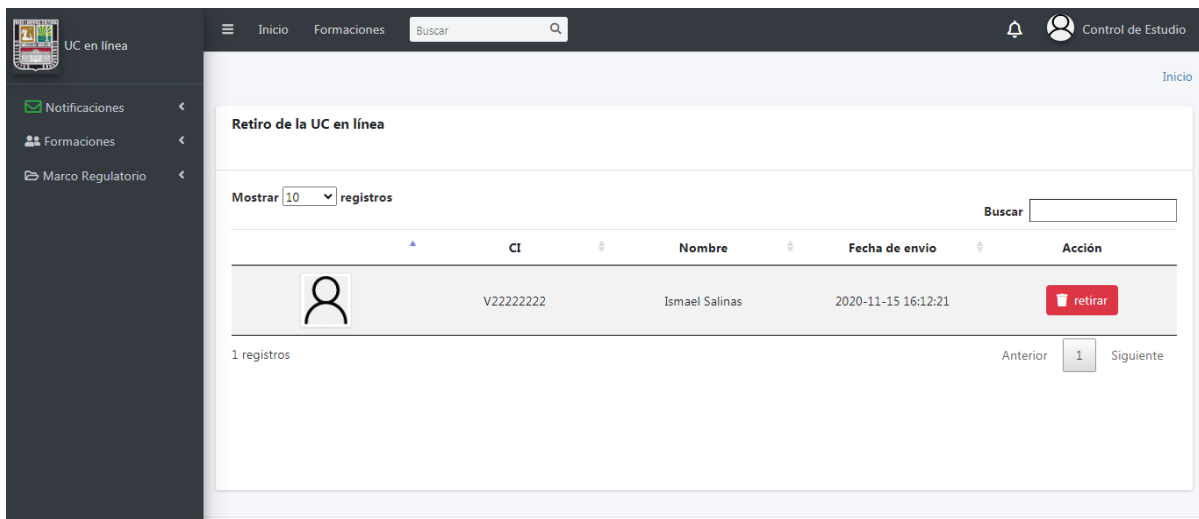 UC en línea
Inicio Formaciones Buscar Control de Estudio
Inicio
Notificaciones
Formaciones
Marco Regulatorio
Retiro de la UC en línea
Mostrar 10 registros
Buscar
CI Nombre Fecha de envio Acción
V22222222 Ismael Salinas 2020-11-15 16:12:21 retirar
1 registros Anterior 1 Siguiente